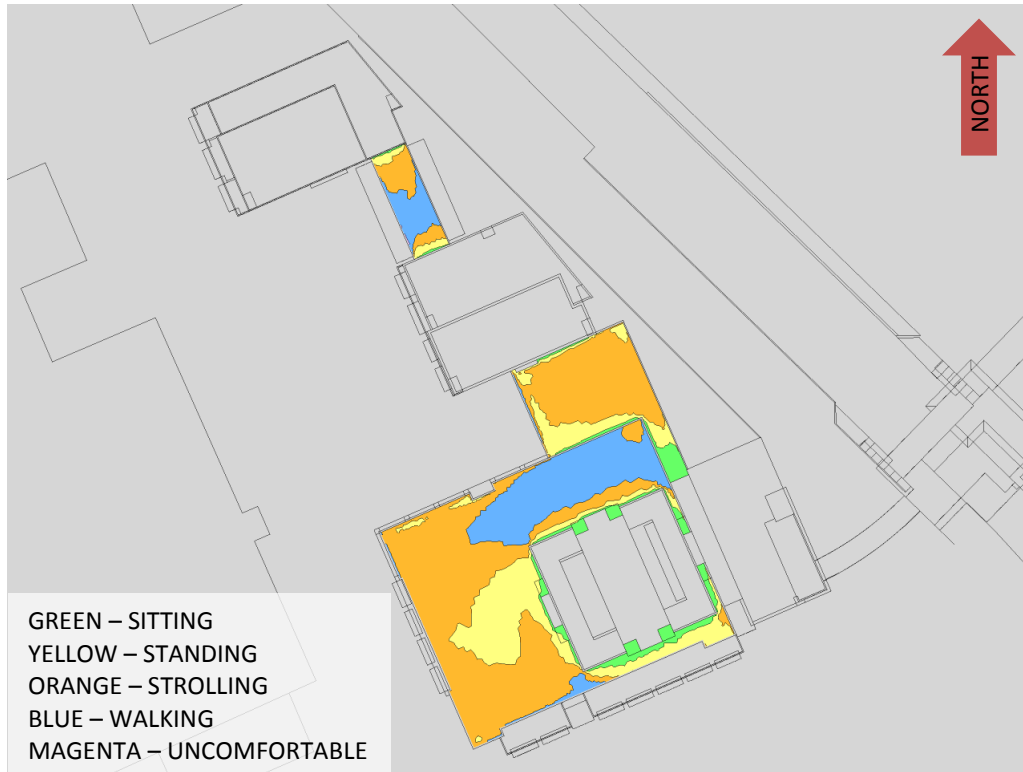 NORTH
GREEN – SITTING
YELLOW – STANDING
ORANGE – STROLLING
BLUE – WALKING
MAGENTA – UNCOMFORTABLE